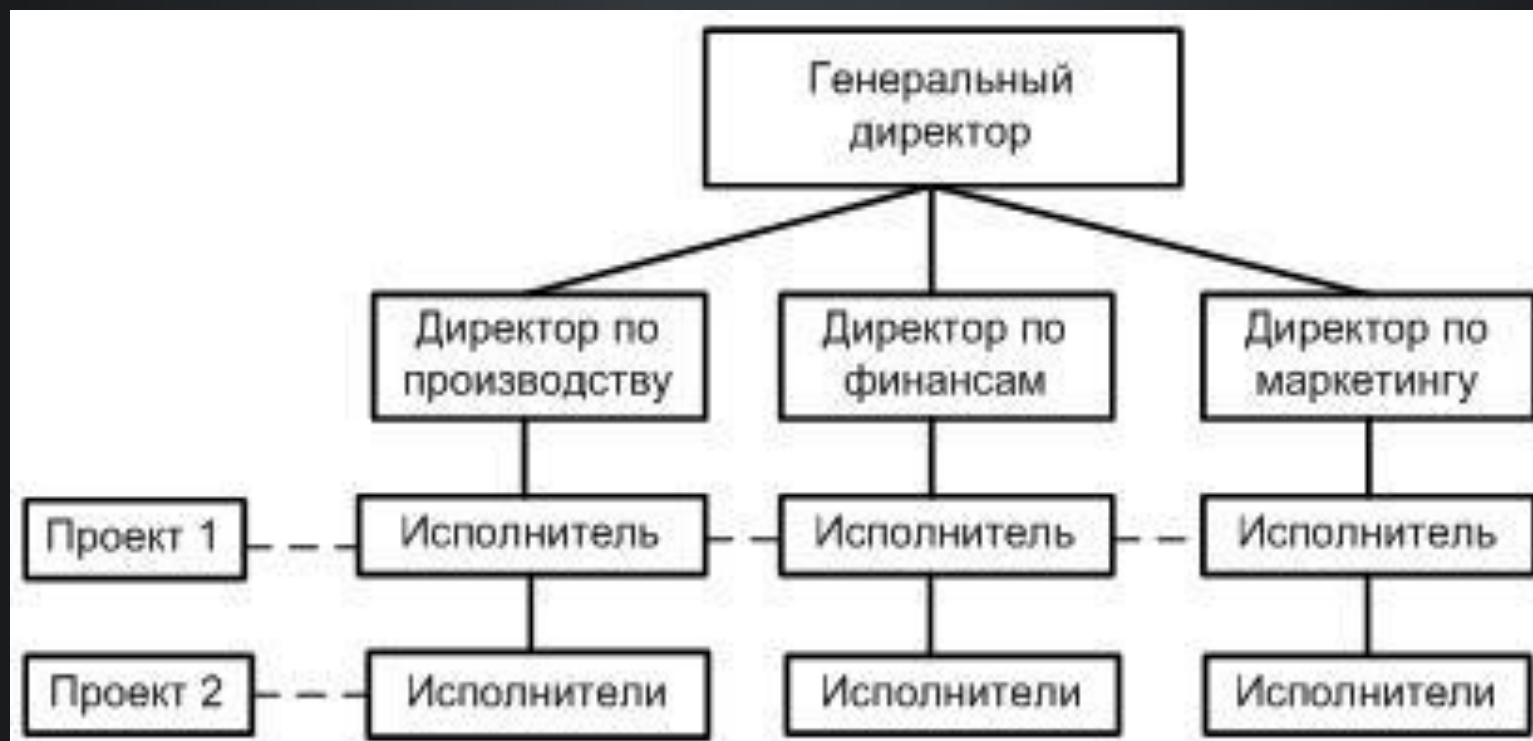 Генеральный
директор
Директор по
производству
Директор по
финансам
Директор по
маркетингу
Проект 1
Исполнитель
Исполнитель
Исполнитель
Проект 2
Исполнители
Исполнители
Исполнители